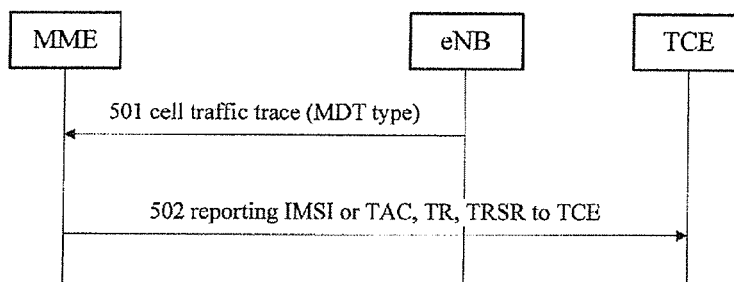 MME eNB TCE
501 cell traffic trace (MDT type)
502 reporting IMSI or TAC, TR, TRSR to TCE